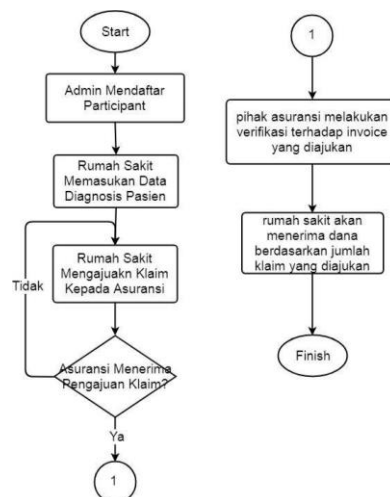 Start
Admin Mendaftar
Participant
Rumah Sakit
Memasukan Data
Diagnosis Pasien
Rumah Sakit
Mengajuakn Klaim
Kepada Asuransi
Tidak
Asuransi Menerima
Pengajuan Klaim?
Ya
1
1
pihak asuransi melakukan
verifikasi terhadap invoice
yang diajukan
rumah sakit akan
menerima dana
berdasarkan jumlah
klaim yang diajukan
Finish